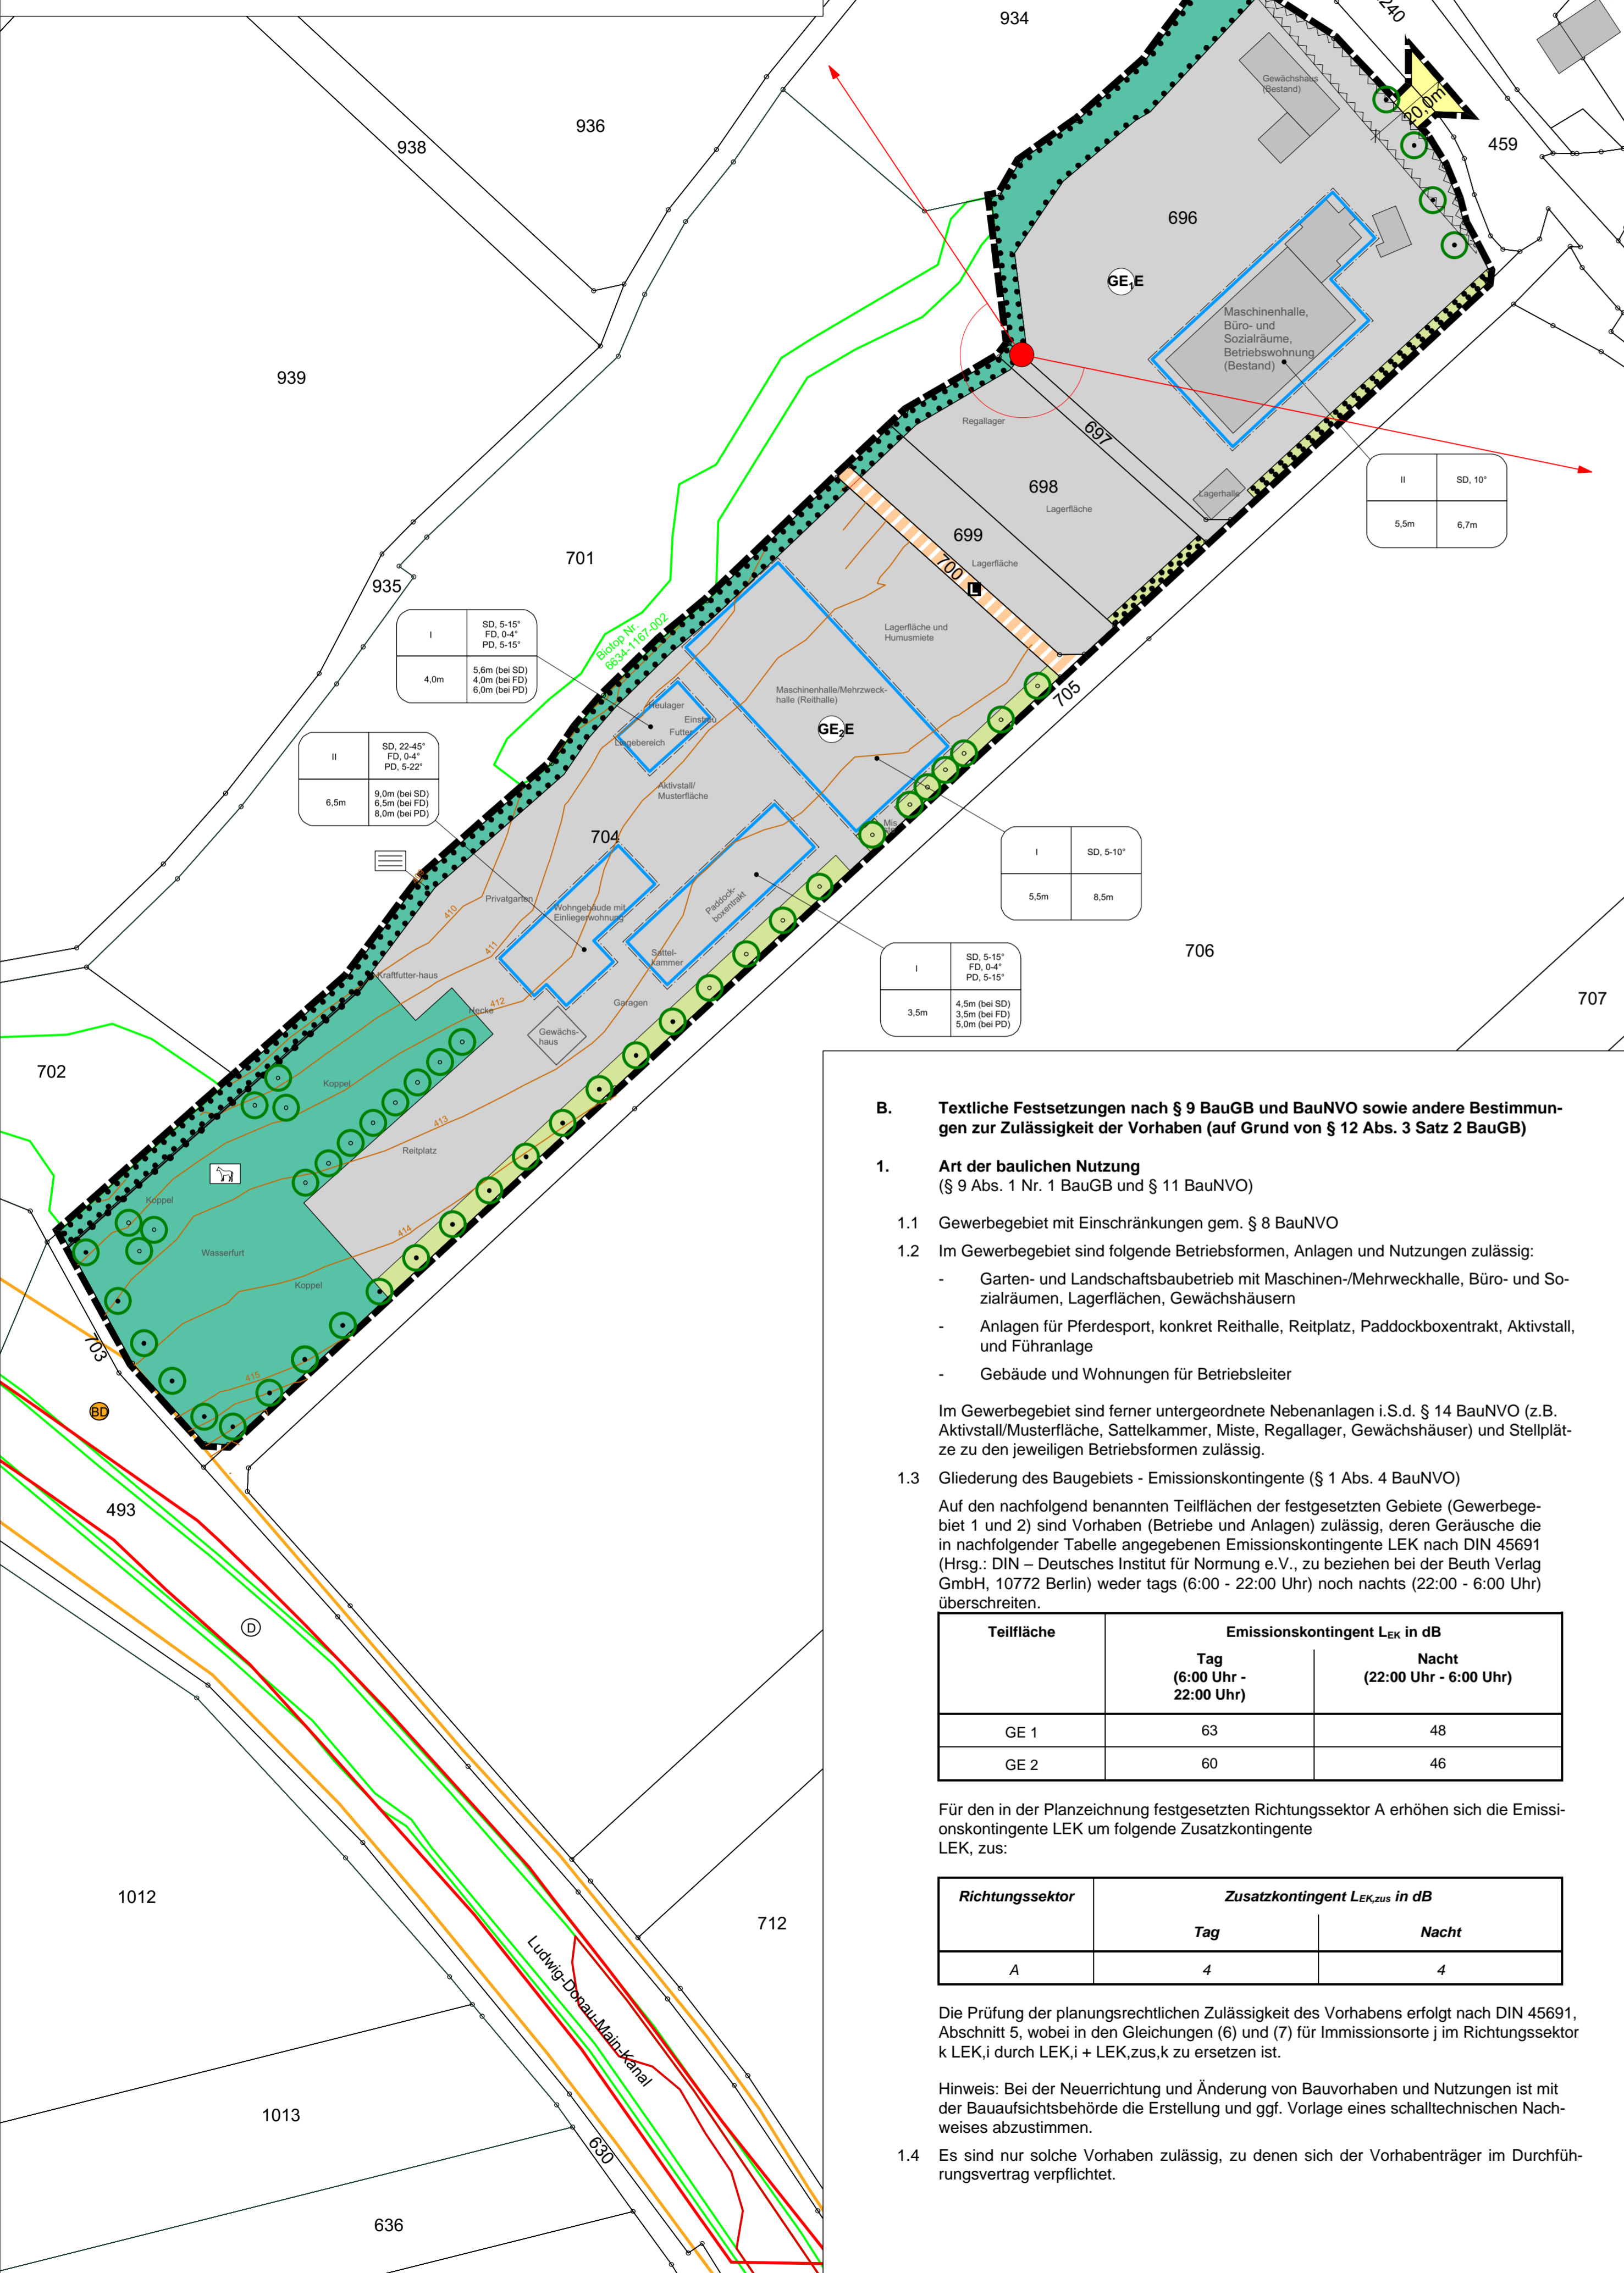 934
240
936
938
Gewächshaus
(Bestand)
20,0m
459
696
GE1E
939
Maschinenhalle,
Büro- und
Sozialräume,
Betriebswohnung
(Bestand)
Regallager
697
698
Lagerhalle
Lagerfläche
II
SD, 10°
5,5m
6,7m
699
Lagerfläche
700
L
701
935
Biotop Nr.
6634-1167-002
I
SD, 5-15°
FD, 0-4°
PD, 5-15°
4,0m
5,6m (bei SD)
4,0m (bei FD)
6,0m (bei PD)
Lagerfläche und
Humusmiete
705
Maschinenhalle/Mehrzweck-
halle (Reithalle)
GE2E
Heulager
Einstreu
Futter
Liegebereich
II
SD, 22-45°
FD, 0-4°
PD, 5-22°
6,5m
9,0m (bei SD)
6,5m (bei FD)
8,0m (bei PD)
Aktivstall/
Musterfläche
704
Privatgarten
410
411
Wohngebäude mit
Einliegerwohnung
Paddock-
boxentrakt
I
SD, 5-10°
5,5m
8,5m
Sattel-
kammer
706
707
I
SD, 5-15°
FD, 0-4°
PD, 5-15°
3,5m
4,5m (bei SD)
3,5m (bei FD)
5,0m (bei PD)
Kraftfutter-haus
Hecke
412
Garagen
Gewächs-
haus
702
Koppel
413
Reitplatz
Koppel
414
Wasserfurt
Koppel
415
703
BD
493
D
1012
712
Ludwig-Donau-Main-Kanal
1013
630
636
B. Textliche Festsetzungen nach § 9 BauGB und BauNVO sowie andere Bestimmun-
gen zur Zulässigkeit der Vorhaben (auf Grund von § 12 Abs. 3 Satz 2 BauGB)
1. Art der baulichen Nutzung
(§ 9 Abs. 1 Nr. 1 BauGB und § 11 BauNVO)
1.1 Gewerbegebiet mit Einschränkungen gem. § 8 BauNVO
1.2 Im Gewerbegebiet sind folgende Betriebsformen, Anlagen und Nutzungen zulässig:
- Garten- und Landschaftsbaubetrieb mit Maschinen-/Mehrweckhalle, Büro- und So-
zialräumen, Lagerflächen, Gewächshäusern
- Anlagen für Pferdesport, konkret Reithalle, Reitplatz, Paddockboxentrakt, Aktivstall,
und Führanlage
- Gebäude und Wohnungen für Betriebsleiter
Im Gewerbegebiet sind ferner untergeordnete Nebenanlagen i.S.d. § 14 BauNVO (z.B.
Aktivstall/Musterfläche, Sattelkammer, Miste, Regallager, Gewächshäuser) und Stellplät-
ze zu den jeweiligen Betriebsformen zulässig.
1.3 Gliederung des Baugebiets - Emissionskontingente (§ 1 Abs. 4 BauNVO)
Auf den nachfolgend benannten Teilflächen der festgesetzten Gebiete (Gewerbege-
biet 1 und 2) sind Vorhaben (Betriebe und Anlagen) zulässig, deren Geräusche die
in nachfolgender Tabelle angegebenen Emissionskontingente LEK nach DIN 45691
(Hrsg.: DIN – Deutsches Institut für Normung e.V., zu beziehen bei der Beuth Verlag
GmbH, 10772 Berlin) weder tags (6:00 - 22:00 Uhr) noch nachts (22:00 - 6:00 Uhr)
überschreiten.
Teilfläche Emissionskontingent LEK in dB
Tag Nacht
(6:00 Uhr - (22:00 Uhr - 6:00 Uhr)
22:00 Uhr)
GE 1 63 48
GE 2 60 46
Für den in der Planzeichnung festgesetzten Richtungssektor A erhöhen sich die Emissi-
onskontingente LEK um folgende Zusatzkontingente
LEK, zus:
Richtungssektor Zusatzkontingent LEK,zus in dB
Tag Nacht
A 4 4
Die Prüfung der planungsrechtlichen Zulässigkeit des Vorhabens erfolgt nach DIN 45691,
Abschnitt 5, wobei in den Gleichungen (6) und (7) für Immissionsorte j im Richtungssektor
k LEK,i durch LEK,i + LEK,zus,k zu ersetzen ist.
Hinweis: Bei der Neuerrichtung und Änderung von Bauvorhaben und Nutzungen ist mit
der Bauaufsichtsbehörde die Erstellung und ggf. Vorlage eines schalltechnischen Nach-
weises abzustimmen.
1.4 Es sind nur solche Vorhaben zulässig, zu denen sich der Vorhabenträger im Durchfüh-
rungsvertrag verpflichtet.